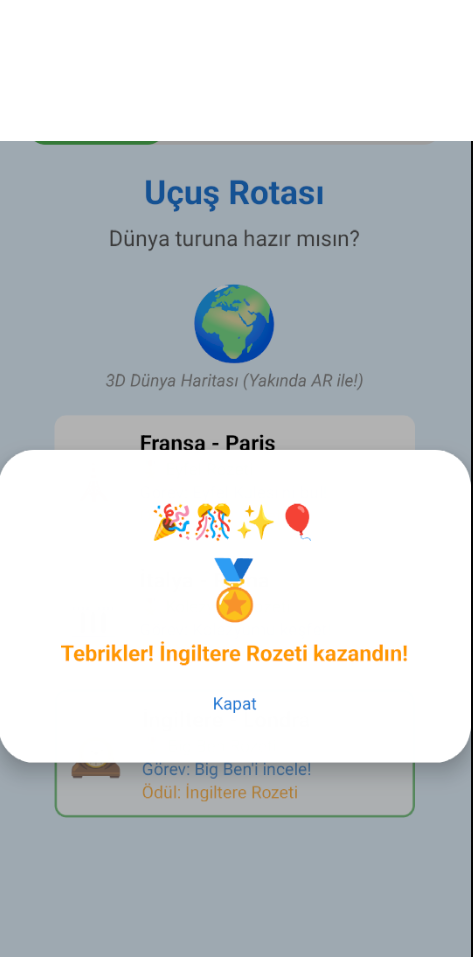 Uçuş Rotası
Dünya turuna hazır mısın?
3D Dünya Haritası (Yakında AR ile!)
Fransa - Paris
Tebrikler! İngiltere Rozeti kazandın!
Kapat
Görev: Big Ben'i incele!
Ödül: İngiltere Rozeti